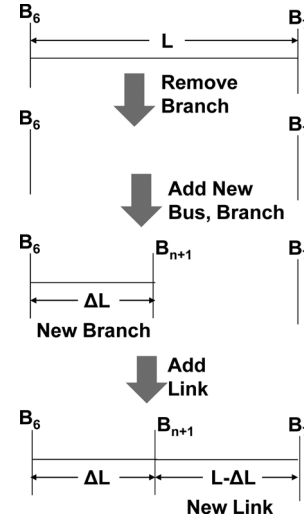 B6
L
Remove
Branch
B6
Add New
Bus, Branch
B6
Bn+1
ΔL
New Branch
Add
Link
B6
Bn+1
ΔL
L-ΔL
New Link